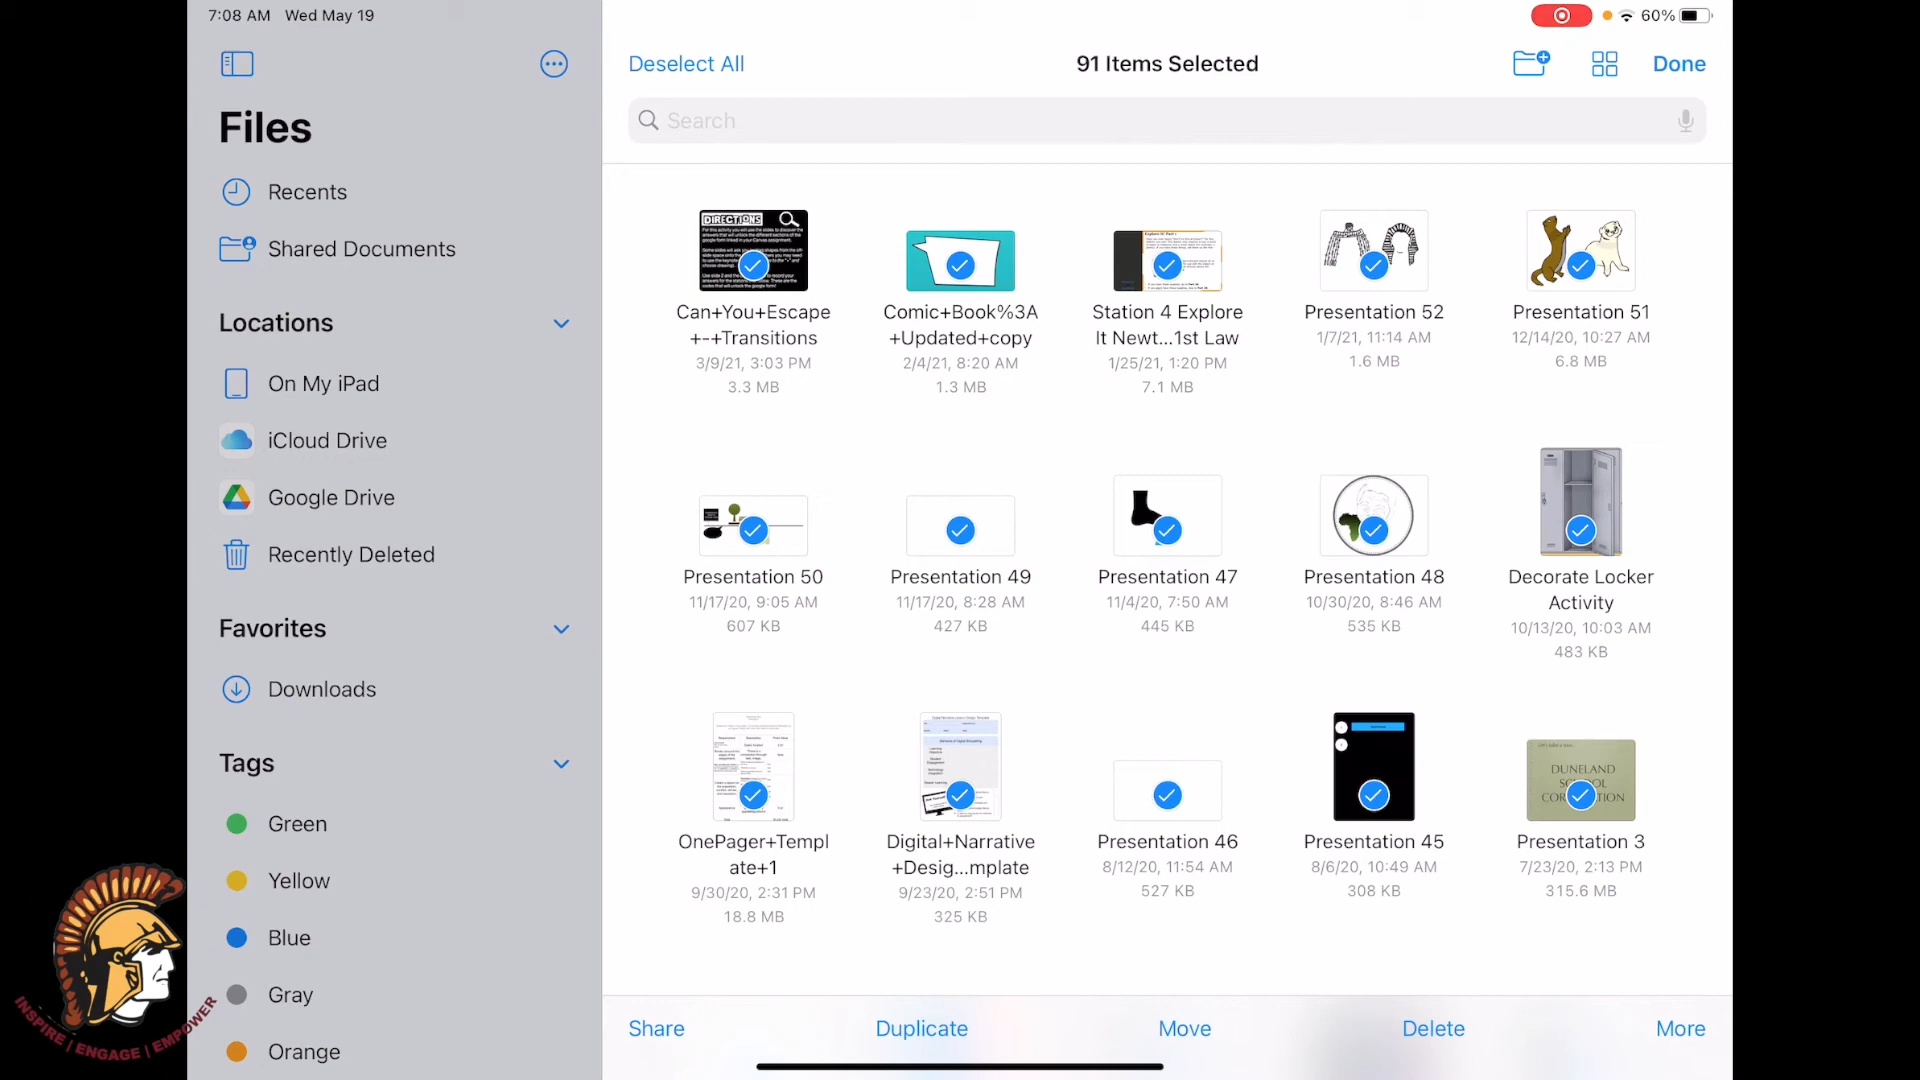 7:08 AM Wed May 19
60%
Files
Recents
Shared Documents
Locations
On My iPad
iCloud Drive
Google Drive
Recently Deleted
Favorites
Downloads
Tags
Green
Yellow
Blue
Gray
Orange
INSPIRE | ENGAGE | EMPOWER
Deselect All
91 Items Selected
Done
Search
DIRECTIONS
Can+You+Escape
+-+Transitions
3/9/21, 3:03 PM
3.3 MB
Comic+Book%3A
+Updated+copy
2/4/21, 8:20 AM
1.3 MB
Station 4 Explore
It Newt...1st Law
1/25/21, 1:20 PM
7.1 MB
Presentation 52
1/7/21, 11:14 AM
1.6 MB
Presentation 51
12/14/20, 10:27 AM
6.8 MB
Presentation 50
11/17/20, 9:05 AM
607 KB
Presentation 49
11/17/20, 8:28 AM
427 KB
Presentation 47
11/4/20, 7:50 AM
445 KB
Presentation 48
10/30/20, 8:46 AM
535 KB
Decorate Locker
Activity
10/13/20, 10:03 AM
483 KB
OnePager+Templ
ate+1
9/30/20, 2:31 PM
18.8 MB
Digital+Narrative
+Desig...mplate
9/23/20, 2:51 PM
325 KB
Presentation 46
8/12/20, 11:54 AM
527 KB
Presentation 45
8/6/20, 10:49 AM
308 KB
DUNELAND
Presentation 3
7/23/20, 2:13 PM
315.6 MB
Share
Duplicate
Move
Delete
More